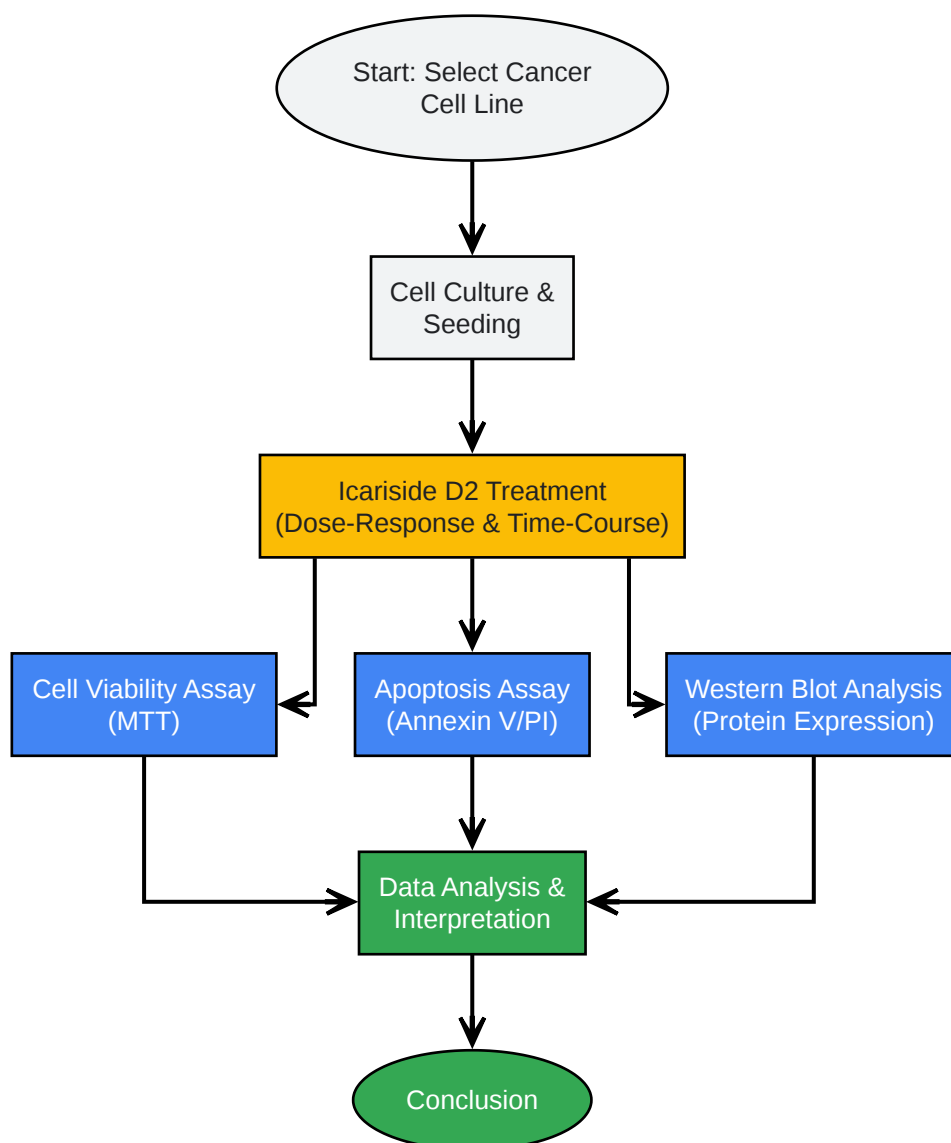 Start: Select Cancer
Cell Line
Cell Culture &
Seeding
Icariside D2 Treatment
(Dose-Response & Time-Course)
Cell Viability Assay
(MTT)
Apoptosis Assay
(Annexin V/PI)
Western Blot Analysis
(Protein Expression)
Data Analysis &
Interpretation
Conclusion